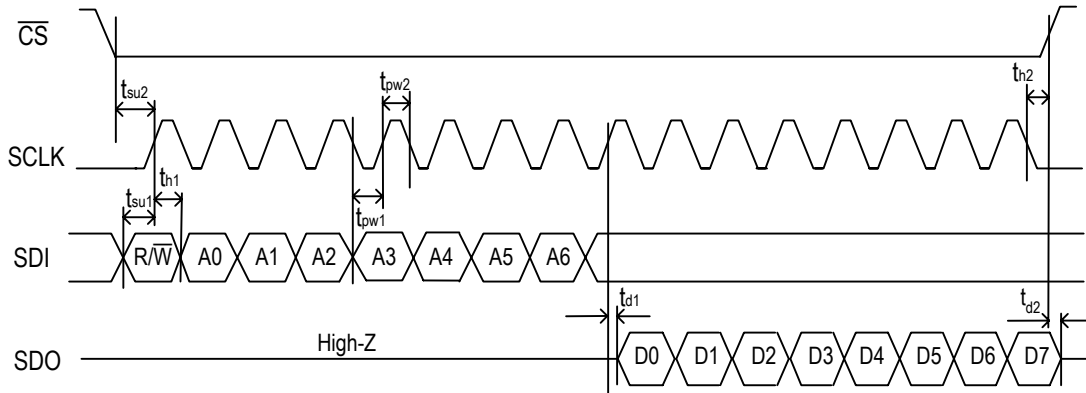 CS
tsu2
tpw2
th2
SCLK
tsu1
th1
tpw1
SDI
R/W A0 A1 A2 A3 A4 A5 A6
td1
td2
SDO
High-Z
D0 D1 D2 D3 D4 D5 D6 D7